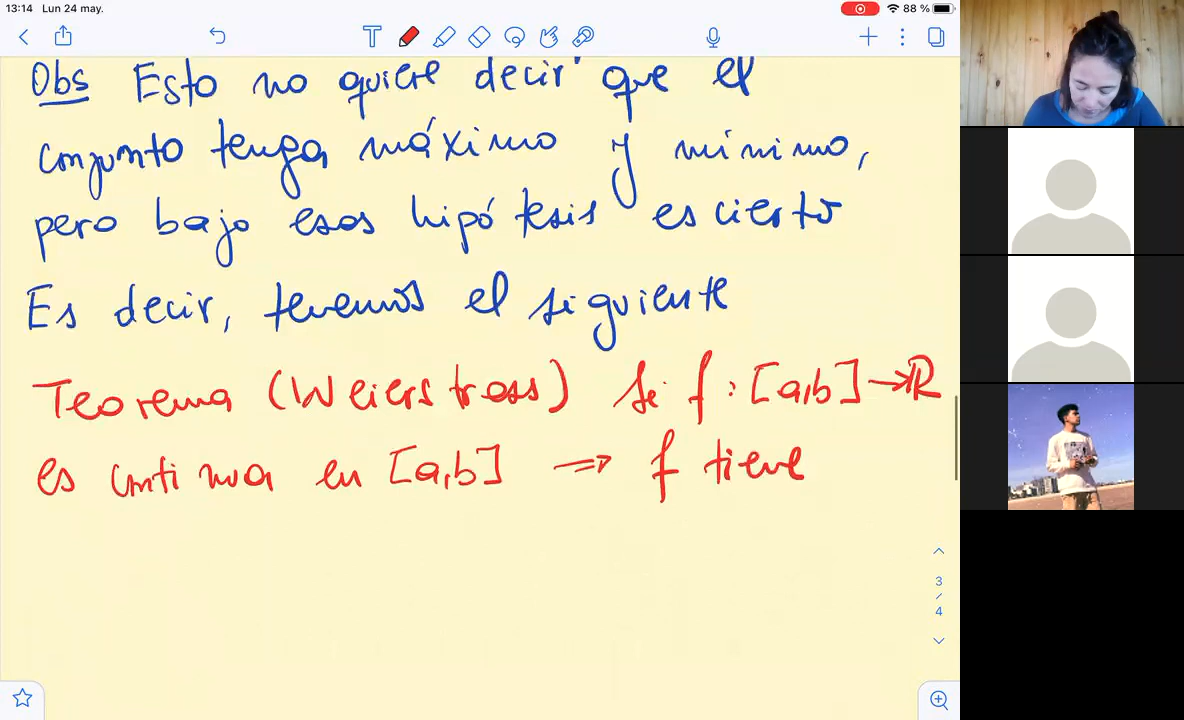 13:14 Lun 24 may.
88 %
Obs Esto no quiere decir que el
conjunto tenga máximo y mínimo,
pero bajo esas hipótesis es cierto
Es decir, tenemos el siguiente
Teorema (Weierstrass) Si f : [a,b] → ℝ
es continua en [a,b] ⇒ f tiene
3
/
4